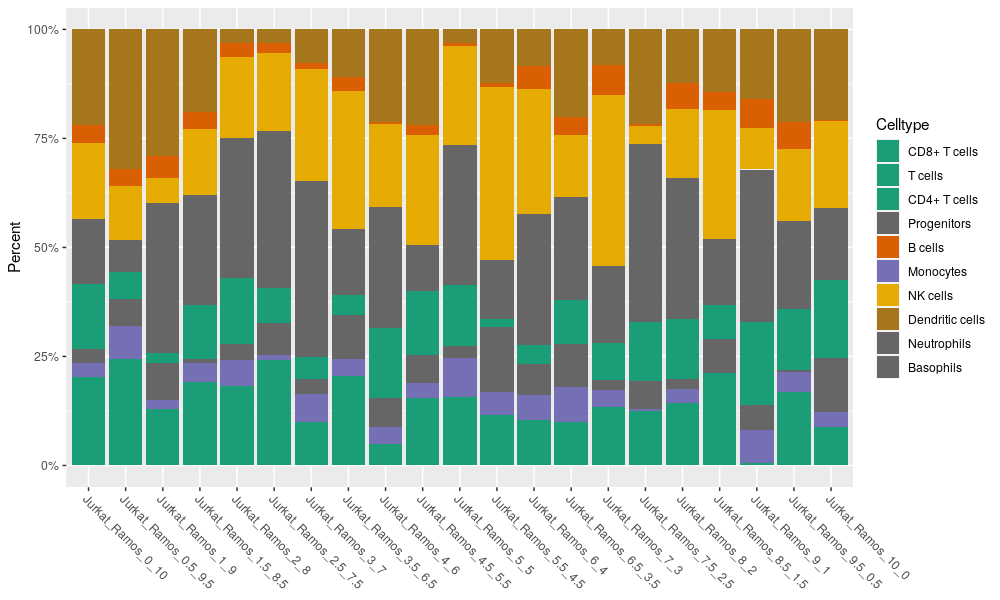 100%
75%
50%
25%
0%
Percent
Jurkat_Ramos_0_10
Jurkat_Ramos_05_9.5
Jurkat_Ramos_1_9
Jurkat_Ramos_1.5_8.5
Jurkat_Ramos_2_8
Jurkat_Ramos_2.5_7.5
Jurkat_Ramos_3_7
Jurkat_Ramos_3.5_6.5
Jurkat_Ramos_4_6
Jurkat_Ramos_4.5_5.5
Jurkat_Ramos_5_5
Jurkat_Ramos_5.5_4.5
Jurkat_Ramos_6_4
Jurkat_Ramos_6.5_3.5
Jurkat_Ramos_7_3
Jurkat_Ramos_7.5_2.5
Jurkat_Ramos_8_2
Jurkat_Ramos_8.5_1.5
Jurkat_Ramos_9_1
Jurkat_Ramos_9.5_0.5
Jurkat_Ramos_10_0
Celltype
CD8+ T cells
T cells
CD4+ T cells
Progenitors
B cells
Monocytes
NK cells
Dendritic cells
Neutrophils
Basophils